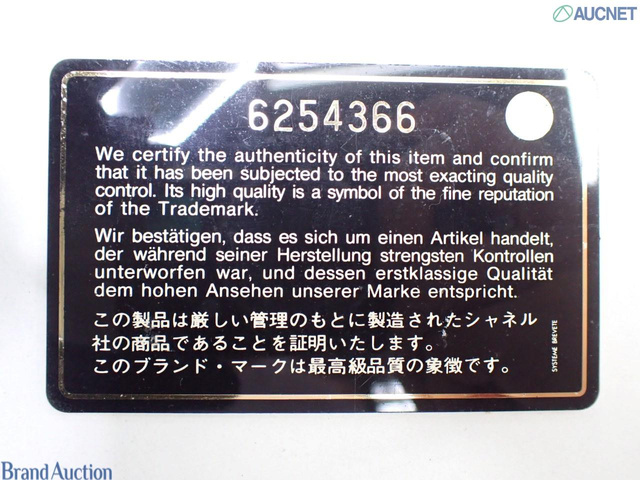 AUCNET
6254366
We certify the authenticity of this item and confirm
that it has been subjected to the most exacting quality
control. Its high quality is a symbol of the fine reputation
of the Trademark.
Wir bestätigen, dass es sich um einen Artikel handelt,
der während seiner Herstellung strengsten Kontrollen
unterworfen war, und dessen erstklassige Qualität
dem hohen Ansehen unserer Marke entspricht.
この製品は厳しい管理のもとに製造されたシャネル
社の商品であることを証明いたします。
このブランド・マークは最高級品質の象徴です。
SYSTEME BREVETE
Brand Auction